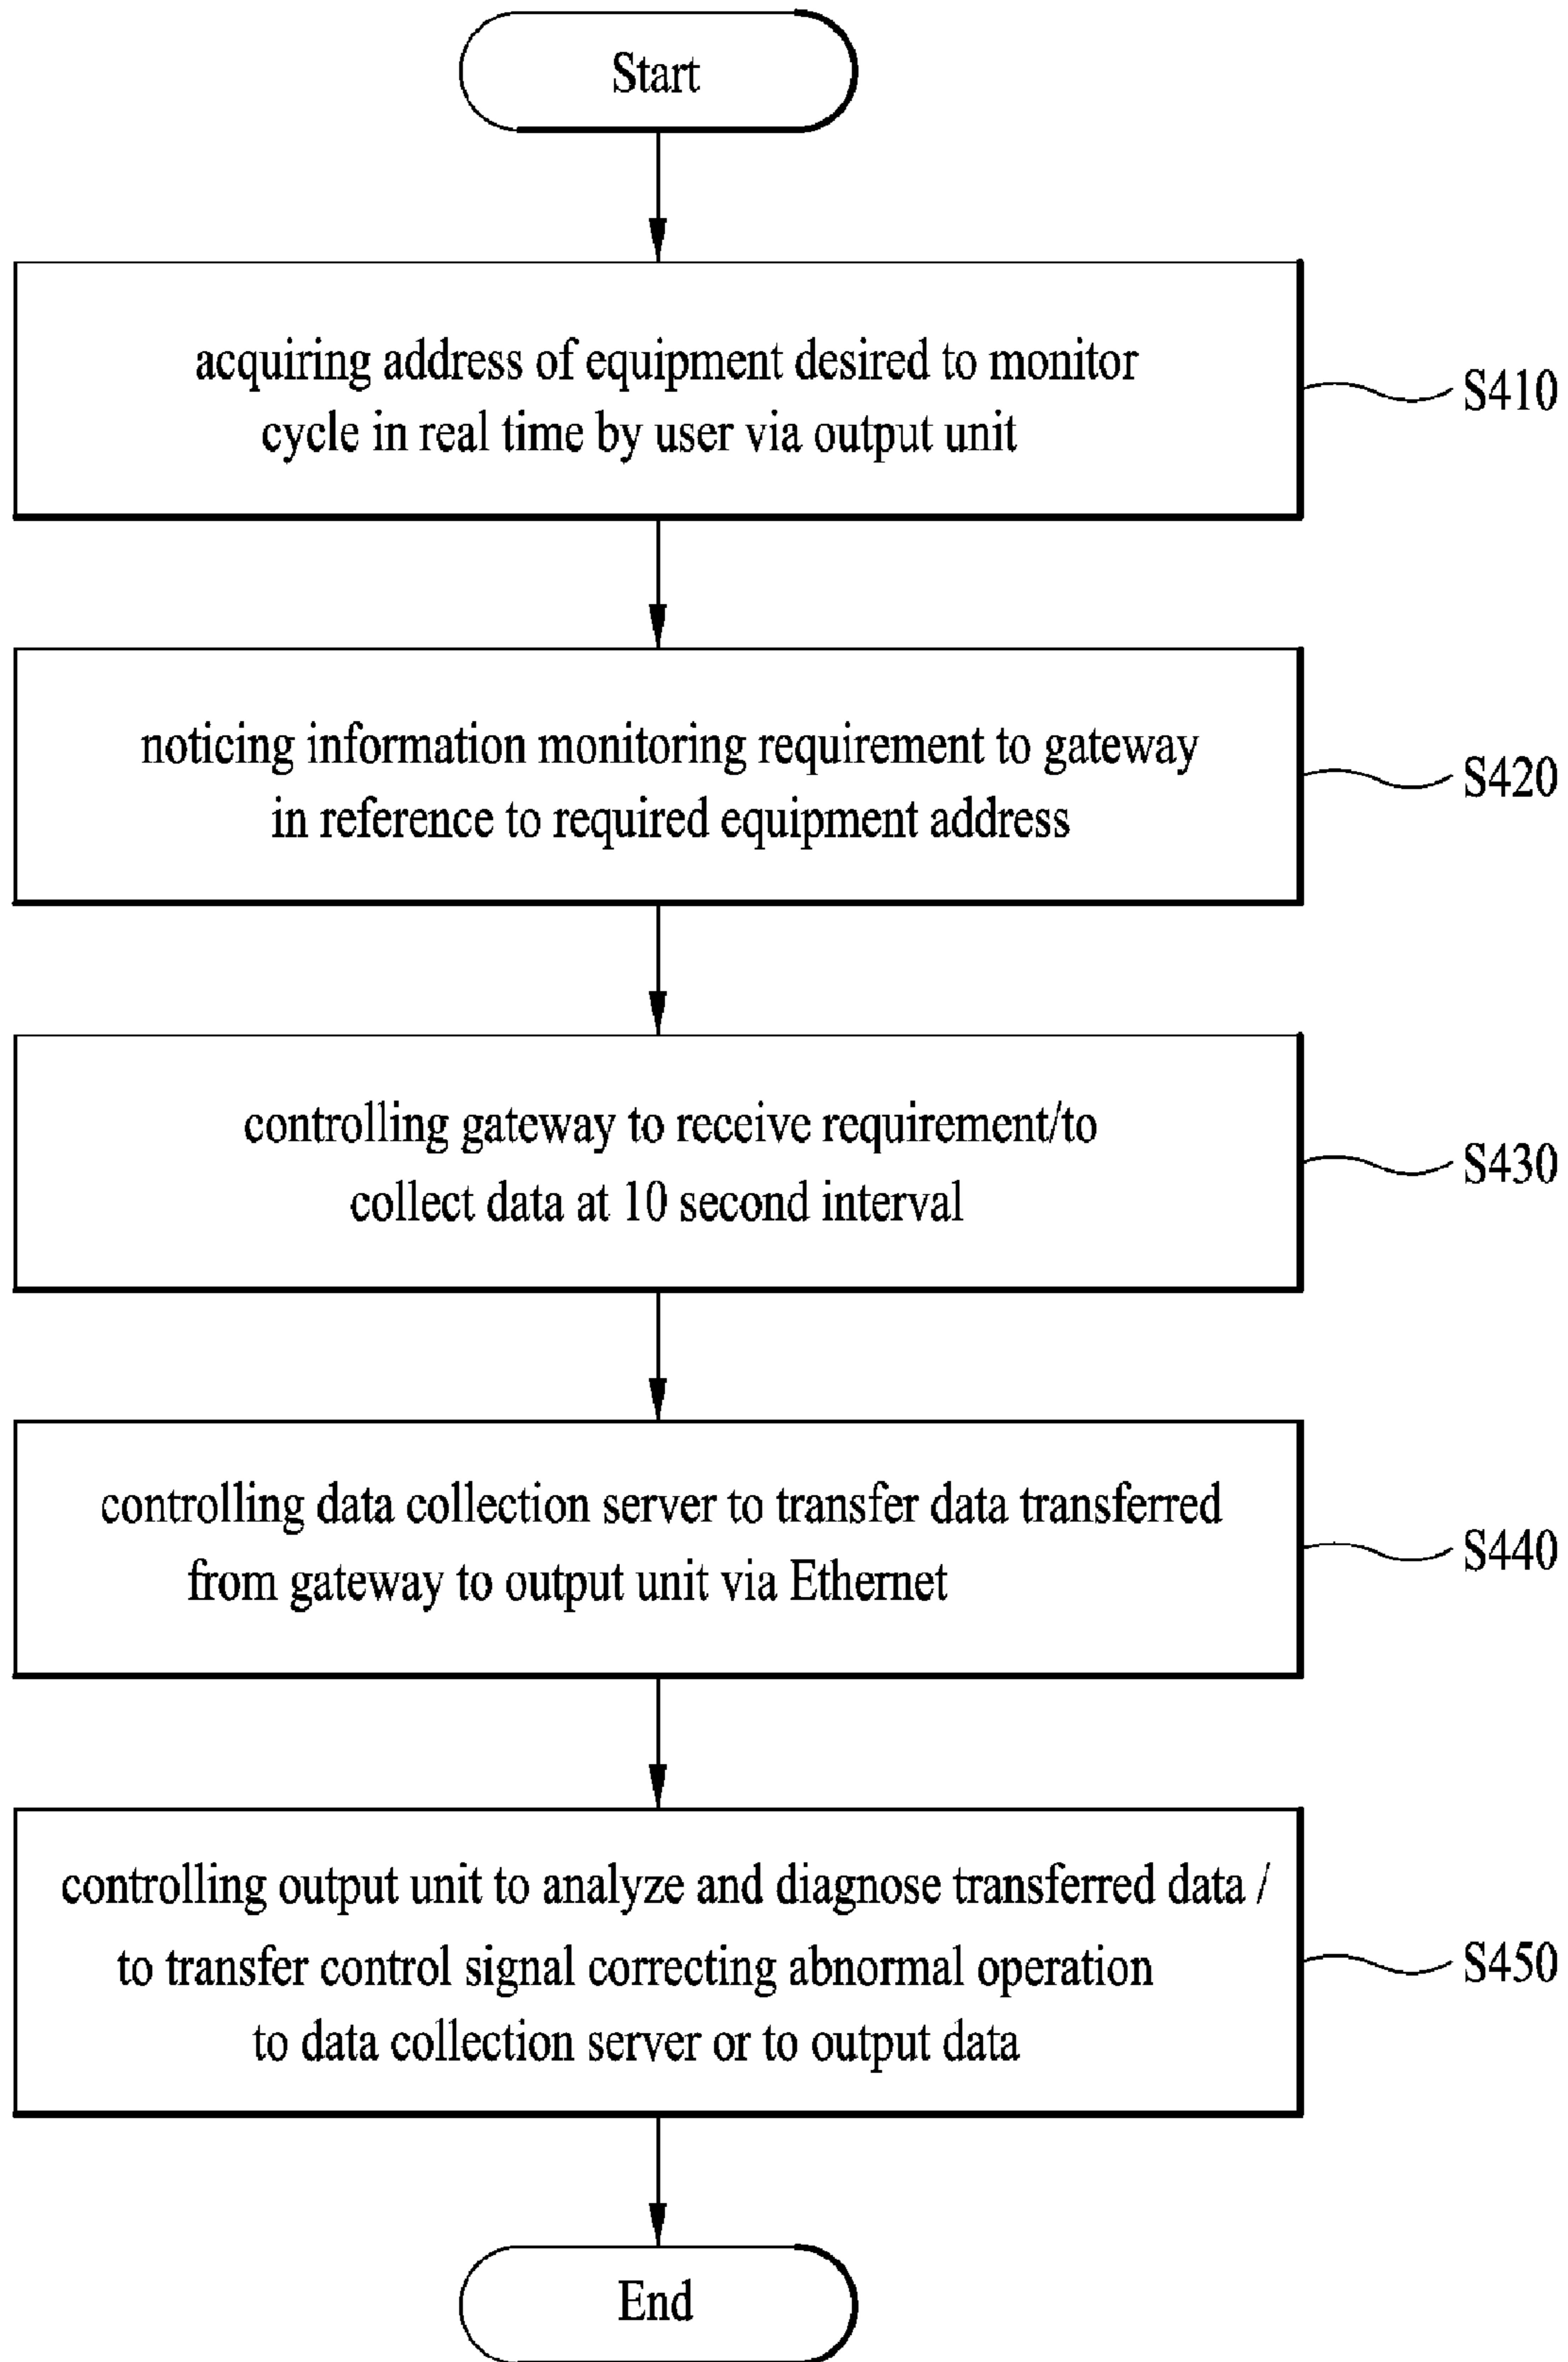 Start
acquiring address of equipment desired to monitor
cycle in real time by user via output unit
S410
noticing information monitoring requirement to gateway
in reference to required equipment address
S420
controlling gateway to receive requirement/to
collect data at 10 second interval
S430
controlling data collection server to transfer data transferred
from gateway to output unit via Ethernet
S440
controlling output unit to analyze and diagnose transferred data /
to transfer control signal correcting abnormal operation
to data collection server or to output data
S450
End